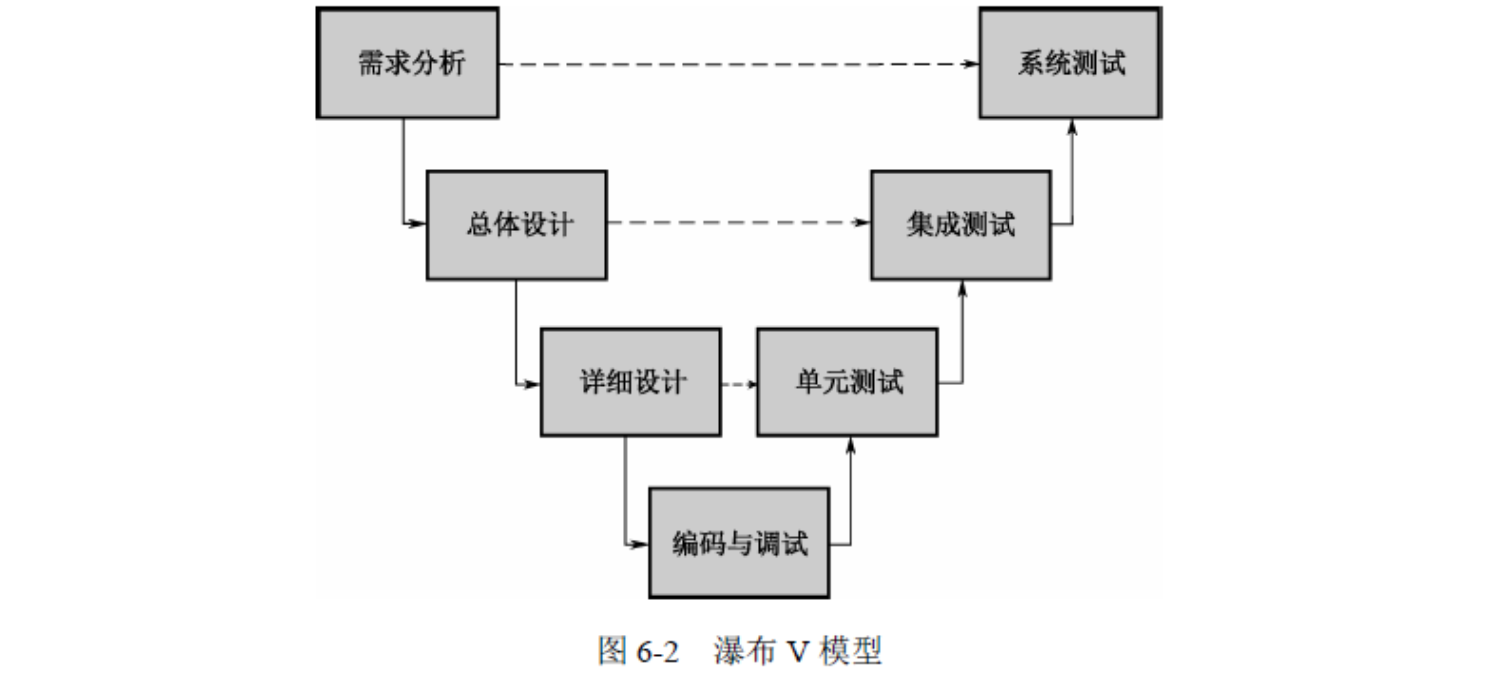 需求分析
系统测试
总体设计
集成测试
详细设计
单元测试
编码与调试
图 6-2 瀑布 V 模型